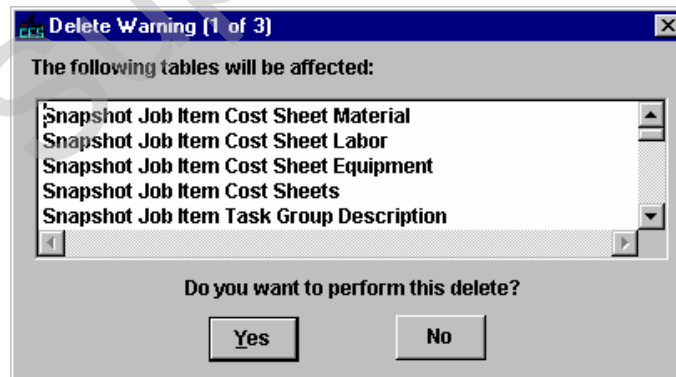 CES Delete Warning (1 of 3)
The following tables will be affected:
Snapshot Job Item Cost Sheet Material
Snapshot Job Item Cost Sheet Labor
Snapshot Job Item Cost Sheet Equipment
Snapshot Job Item Cost Sheets
Snapshot Job Item Task Group Description
Do you want to perform this delete?
Yes No
Sup